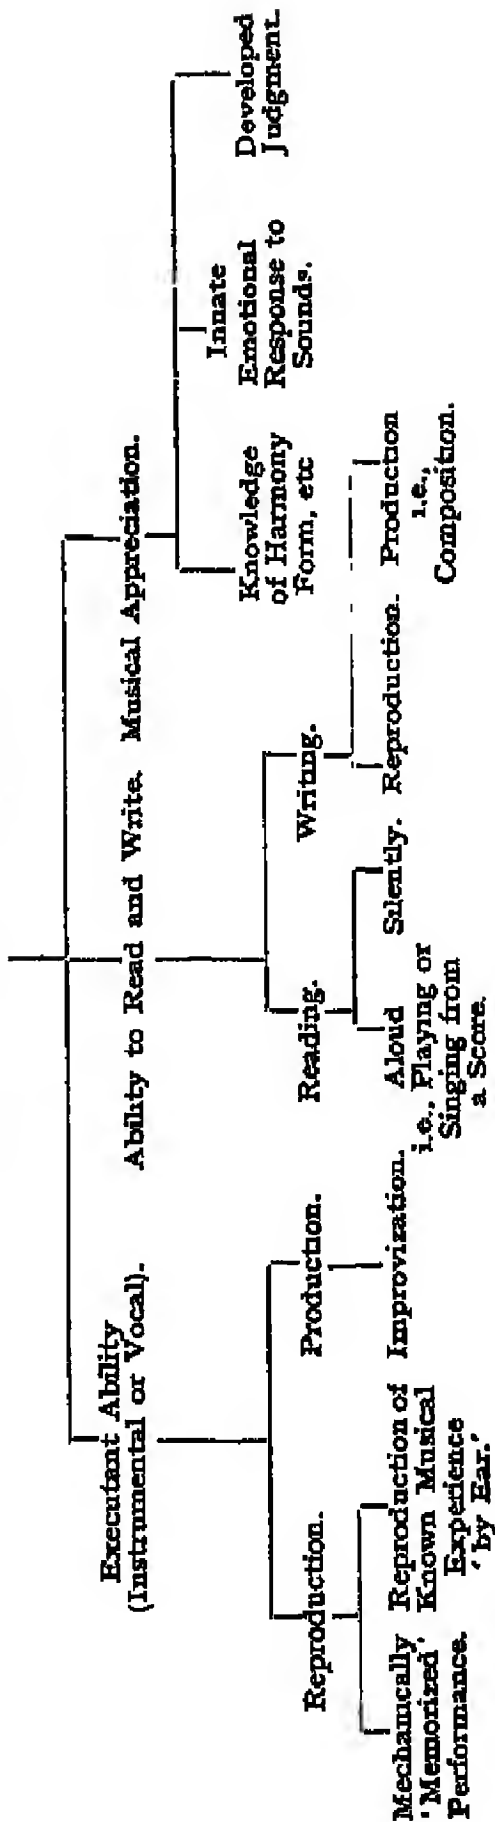 Executant Ability
(Instrumental or Vocal).
Ability to Read and Write.
Musical Appreciation.
Reproduction.
Production.
Reading.
Writing.
Knowledge
of Harmony
Form, etc
Innate
Emotional
Response to
Sounds.
Developed
Judgment.
Mechanically
'Memorized'
Performance.
Reproduction of
Known Musical
Experience
'by Ear.'
Improvization.
Aloud
i.e., Playing or
Singing from
a Score.
Silently.
Reproduction.
Production
i.e.,
Composition.